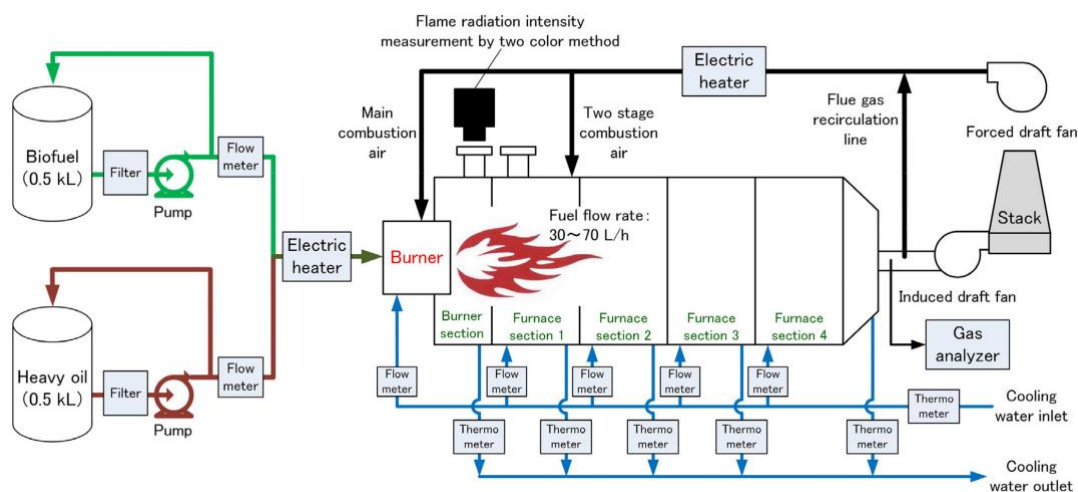 Flame radiation intensity
measurement by two color method
Electric
heater
Main
combustion
air
Two stage
combustion
air
Flue gas
recirculation
line
Forced draft fan
Biofuel
(0.5 kL)
Filter
Pump
Flow
meter
Electric
heater
Burner
Fuel flow rate:
30～70 L/h
Stack
Induced draft fan
Gas
analyzer
Burner
section
Furnace
section 1
Furnace
section 2
Furnace
section 3
Furnace
section 4
Heavy oil
(0.5 kL)
Filter
Pump
Flow
meter
Flow
meter
Flow
meter
Flow
meter
Flow
meter
Flow
meter
Thermo
meter
Cooling
water inlet
Thermo
meter
Thermo
meter
Thermo
meter
Thermo
meter
Thermo
meter
Cooling
water outlet